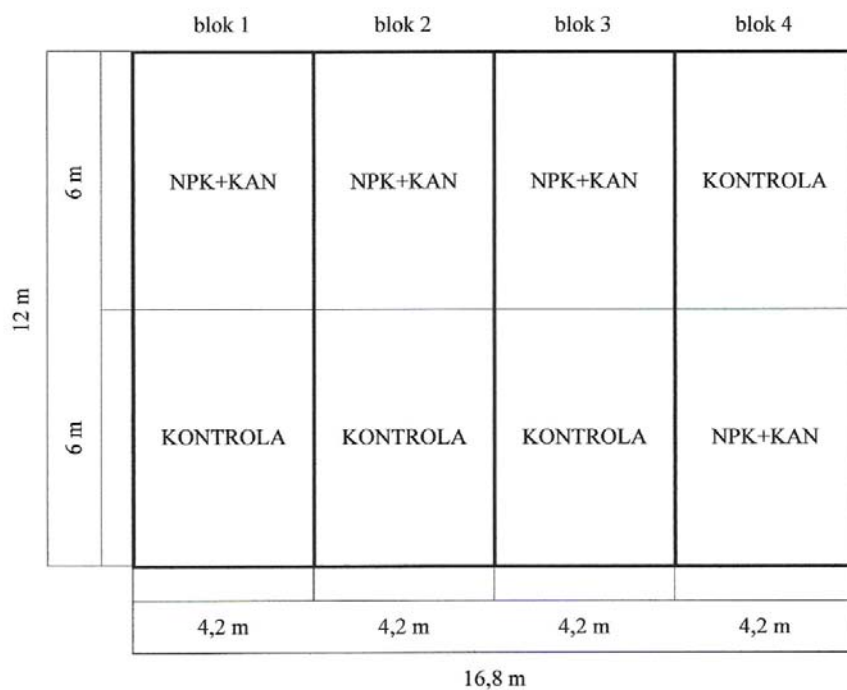 blok 1 blok 2 blok 3 blok 4
6 m NPK+KAN NPK+KAN NPK+KAN KONTROLA
12 m
6 m KONTROLA KONTROLA KONTROLA NPK+KAN
4,2 m 4,2 m 4,2 m 4,2 m
16,8 m